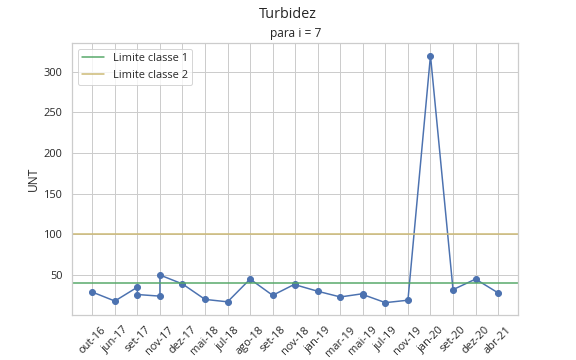 Turbidez
para i = 7
Limite classe 1
Limite classe 2
UNT
300
250
200
150
100
50
out-16
jun-17
set-17
nov-17
dez-17
mai-18
jul-18
ago-18
set-18
nov-18
jan-19
mar-19
mai-19
jul-19
nov-19
jan-20
set-20
dez-20
abr-21